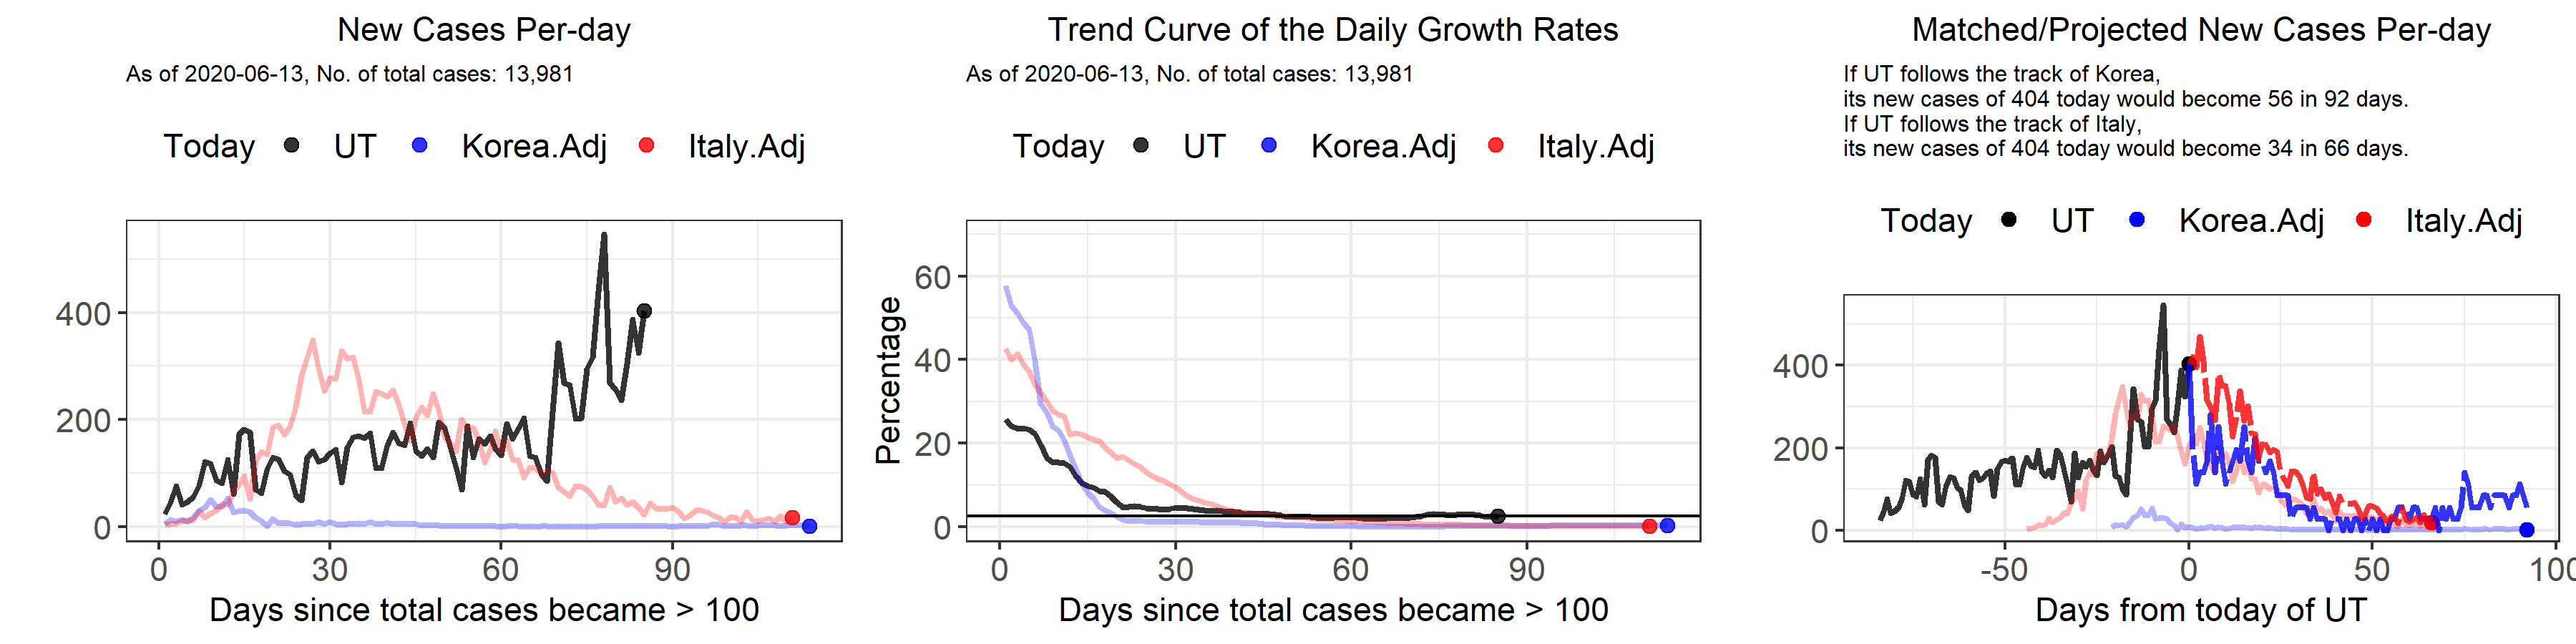 New Cases Per-day
As of 2020-06-13, No. of total cases: 13,981
Today UT Korea.Adj Italy.Adj
400
200
0
0 30 60 90
Days since total cases became > 100
Trend Curve of the Daily Growth Rates
As of 2020-06-13, No. of total cases: 13,981
Today UT Korea.Adj Italy.Adj
Percentage
60
40
20
0
0 30 60 90
Days since total cases became > 100
Matched/Projected New Cases Per-day
If UT follows the track of Korea,
its new cases of 404 today would become 56 in 92 days.
If UT follows the track of Italy,
its new cases of 404 today would become 34 in 66 days.
Today UT Korea.Adj Italy.Adj
400
200
0
-50 0 50 100
Days from today of UT